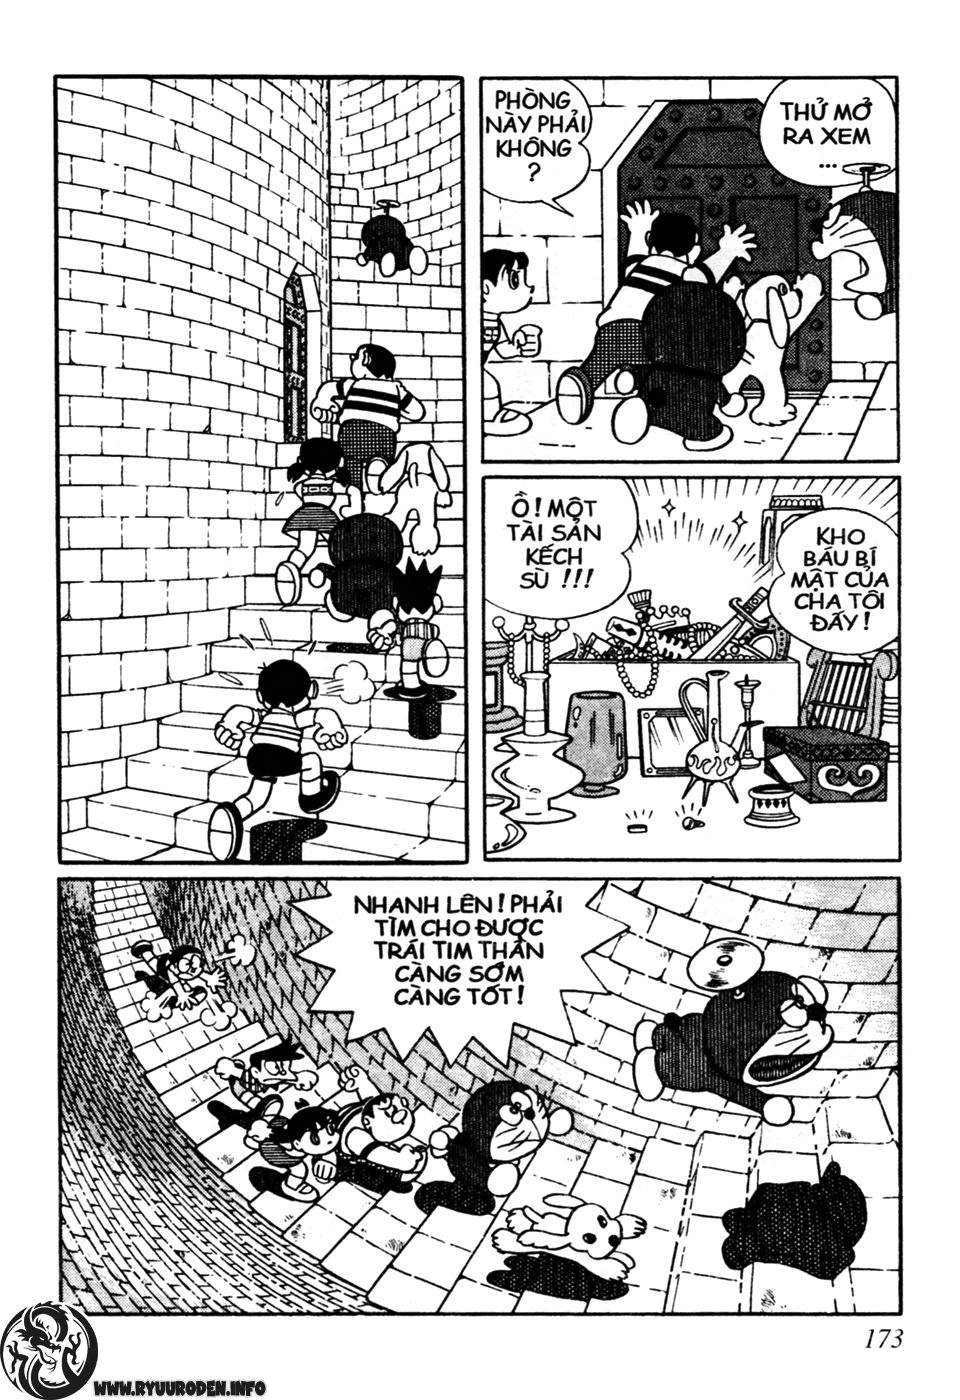 PHÒNG
NÀY PHẢI
KHÔNG
?
THỬ MỞ
RA XEM
...
Ồ! MỘT
TÀI SẢN
KẾCH
SÙ !!!
KHO
BÁU BÍ
MẬT CỦA
CHA TÔI
ĐẤY!
NHANH LÊN! PHẢI
TÌM CHO ĐƯỢC
TRÁI TIM THẦN
CÀNG SỚM
CÀNG TỐT!
173
WWW.RYUURODEN.INFO